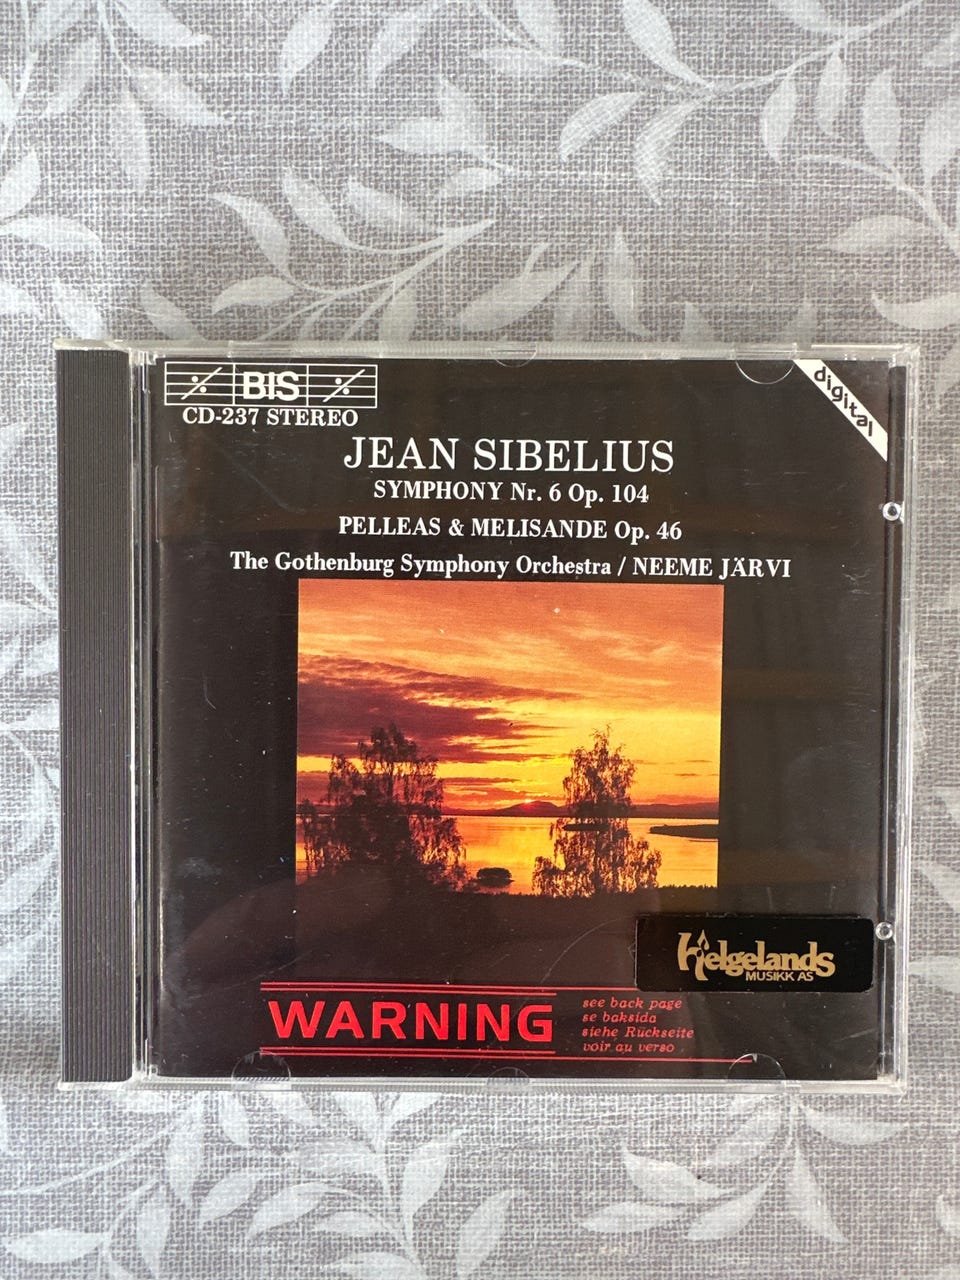 BIS
digital
CD-237 STEREO
JEAN SIBELIUS
SYMPHONY Nr. 6 Op. 104
PELLEAS & MELISANDE Op. 46
The Gothenburg Symphony Orchestra / NEEME JÄRVI
Helgelands
MUSIKK AS
WARNING
see back page
se baksida
siehe Rückseite
voir au verso